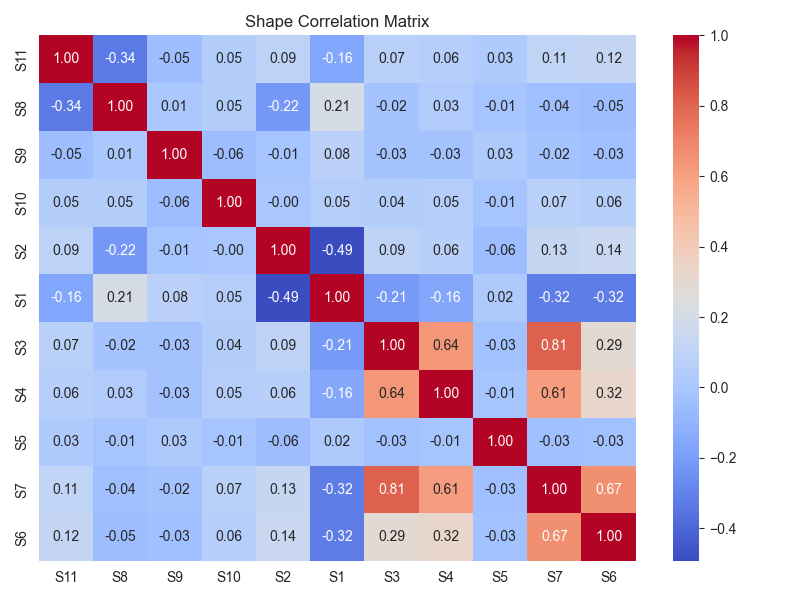 Shape Correlation Matrix
S11 1.00 -0.34 -0.05 0.05 0.09 -0.16 0.07 0.06 0.03 0.11 0.12
S8 -0.34 1.00 0.01 0.05 -0.22 0.21 -0.02 0.03 -0.01 -0.04 -0.05
S9 -0.05 0.01 1.00 -0.06 -0.01 0.08 -0.03 -0.03 0.03 -0.02 -0.03
S10 0.05 0.05 -0.06 1.00 -0.00 0.05 0.04 0.05 -0.01 0.07 0.06
S2 0.09 -0.22 -0.01 -0.00 1.00 -0.49 0.09 0.06 -0.06 0.13 0.14
S1 -0.16 0.21 0.08 0.05 -0.49 1.00 -0.21 -0.16 0.02 -0.32 -0.32
S3 0.07 -0.02 -0.03 0.04 0.09 -0.21 1.00 0.64 -0.03 0.81 0.29
S4 0.06 0.03 -0.03 0.05 0.06 -0.16 0.64 1.00 -0.01 0.61 0.32
S5 0.03 -0.01 0.03 -0.01 -0.06 0.02 -0.03 -0.01 1.00 -0.03 -0.03
S7 0.11 -0.04 -0.02 0.07 0.13 -0.32 0.81 0.61 -0.03 1.00 0.67
S6 0.12 -0.05 -0.03 0.06 0.14 -0.32 0.29 0.32 -0.03 0.67 1.00
S11 S8 S9 S10 S2 S1 S3 S4 S5 S7 S6
1.0
0.8
0.6
0.4
0.2
0.0
−0.2
−0.4